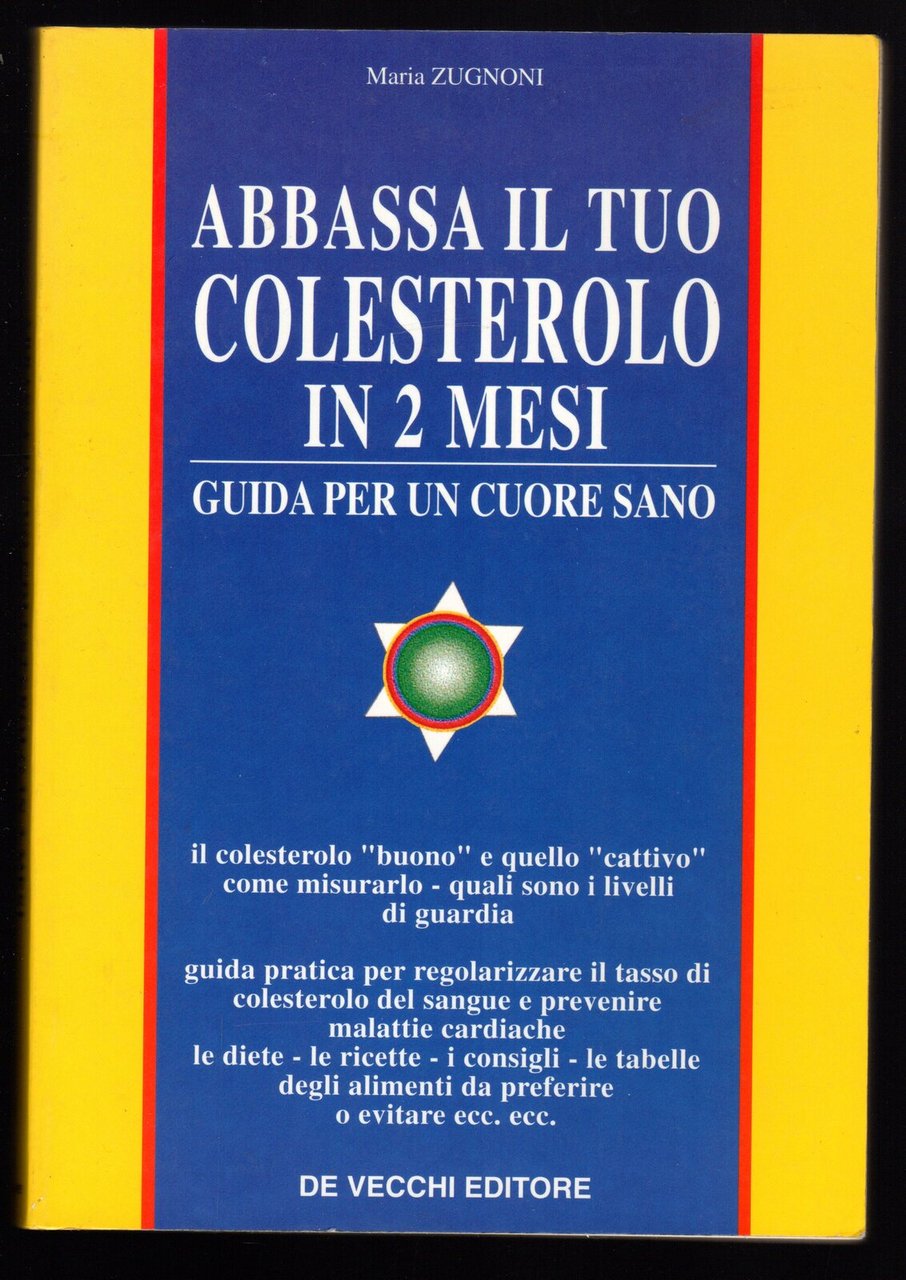 Maria ZUGNONI
ABBASSA IL TUO
COLESTEROLO
IN 2 MESI
GUIDA PER UN CUORE SANO
il colesterolo "buono" e quello "cattivo"
come misurarlo - quali sono i livelli
di guardia
guida pratica per regolarizzare il tasso di
colesterolo del sangue e prevenire
malattie cardiache
le diete - le ricette - i consigli - le tabelle
degli alimenti da preferire
o evitare ecc. ecc.
DE VECCHI EDITORE